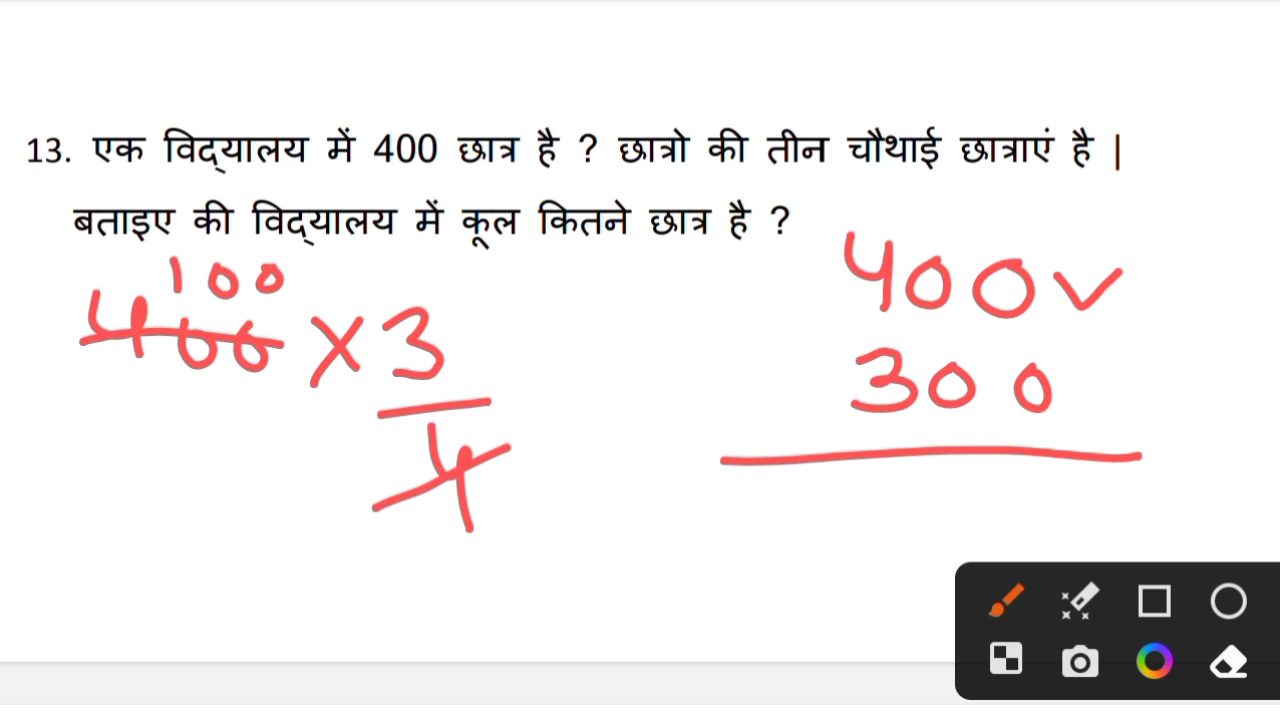 13. एक विद्यालय में 400 छात्र है ? छात्रो की तीन चौथाई छात्राएं है |
बताइए की विद्यालय में कूल कितने छात्र है ?
100
400 × 3
4
400 ✓
300